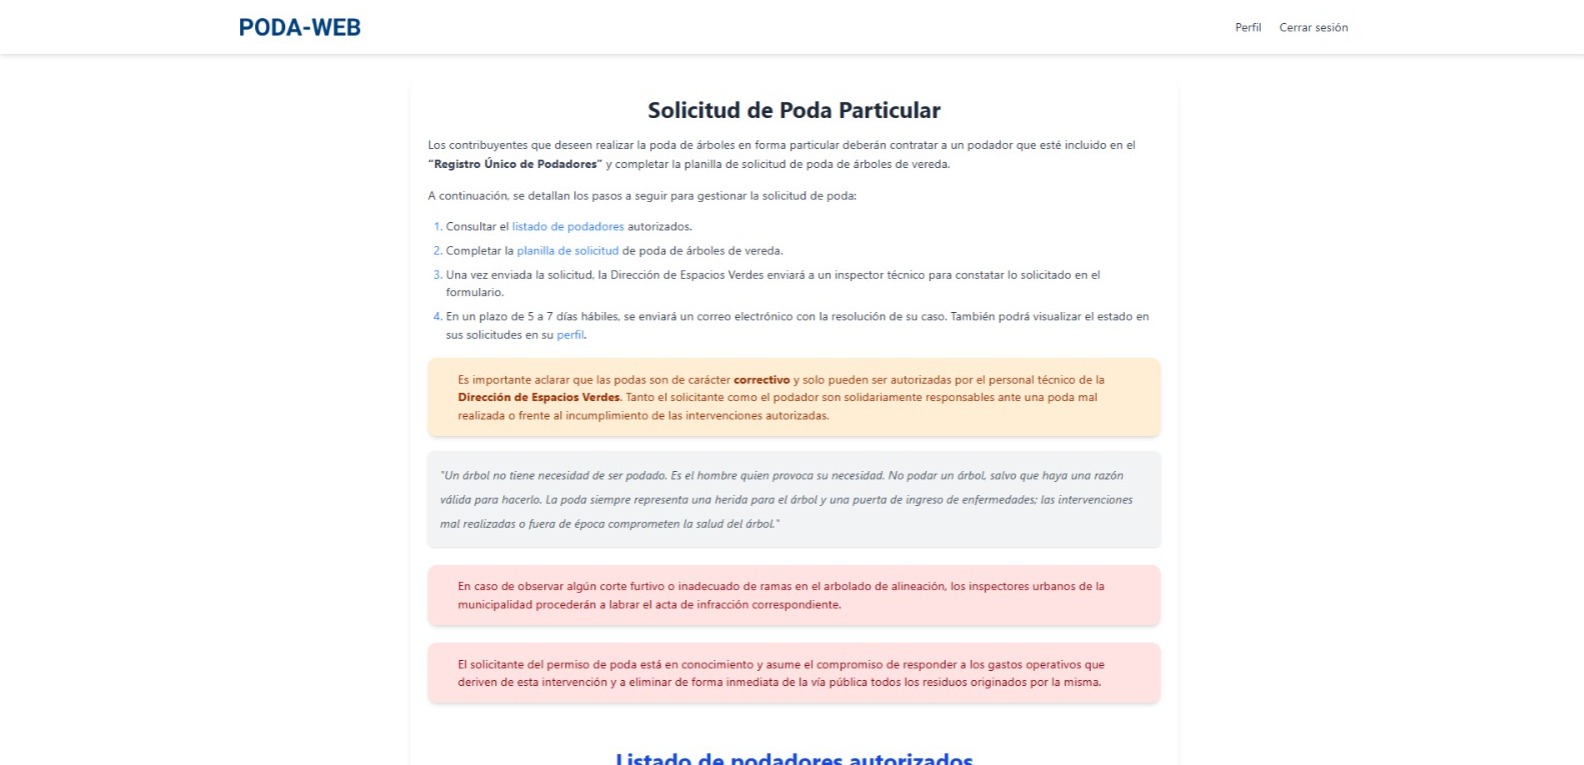 PODA-WEB
Perfil
Cerrar sesión
Solicitud de Poda Particular
Los contribuyentes que deseen realizar la poda de árboles en forma particular deberán contratar a un podador que esté incluido en el
“Registro Único de Podadores” y completar la planilla de solicitud de poda de árboles de vereda.
A continuación, se detallan los pasos a seguir para gestionar la solicitud de poda:
1. Consultar el listado de podadores autorizados.
2. Completar la planilla de solicitud de poda de árboles de vereda.
3. Una vez enviada la solicitud, la Dirección de Espacios Verdes enviará a un inspector técnico para constatar lo solicitado en el
formulario.
4. En un plazo de 5 a 7 días hábiles, se enviará un correo electrónico con la resolución de su caso. También podrá visualizar el estado en
sus solicitudes en su perfil.
Es importante aclarar que las podas son de carácter correctivo y solo pueden ser autorizadas por el personal técnico de la
Dirección de Espacios Verdes. Tanto el solicitante como el podador son solidariamente responsables ante una poda mal
realizada o frente al incumplimiento de las intervenciones autorizadas.
"Un árbol no tiene necesidad de ser podado. Es el hombre quien provoca su necesidad. No podar un árbol, salvo que haya una razón
válida para hacerlo. La poda siempre representa una herida para el árbol y una puerta de ingreso de enfermedades; las intervenciones
mal realizadas o fuera de época comprometen la salud del árbol."
En caso de observar algún corte furtivo o inadecuado de ramas en el arbolado de alineación, los inspectores urbanos de la
municipalidad procederán a labrar el acta de infracción correspondiente.
El solicitante del permiso de poda está en conocimiento y asume el compromiso de responder a los gastos operativos que
deriven de esta intervención y a eliminar de forma inmediata de la vía pública todos los residuos originados por la misma.
Listado de podadores autorizados